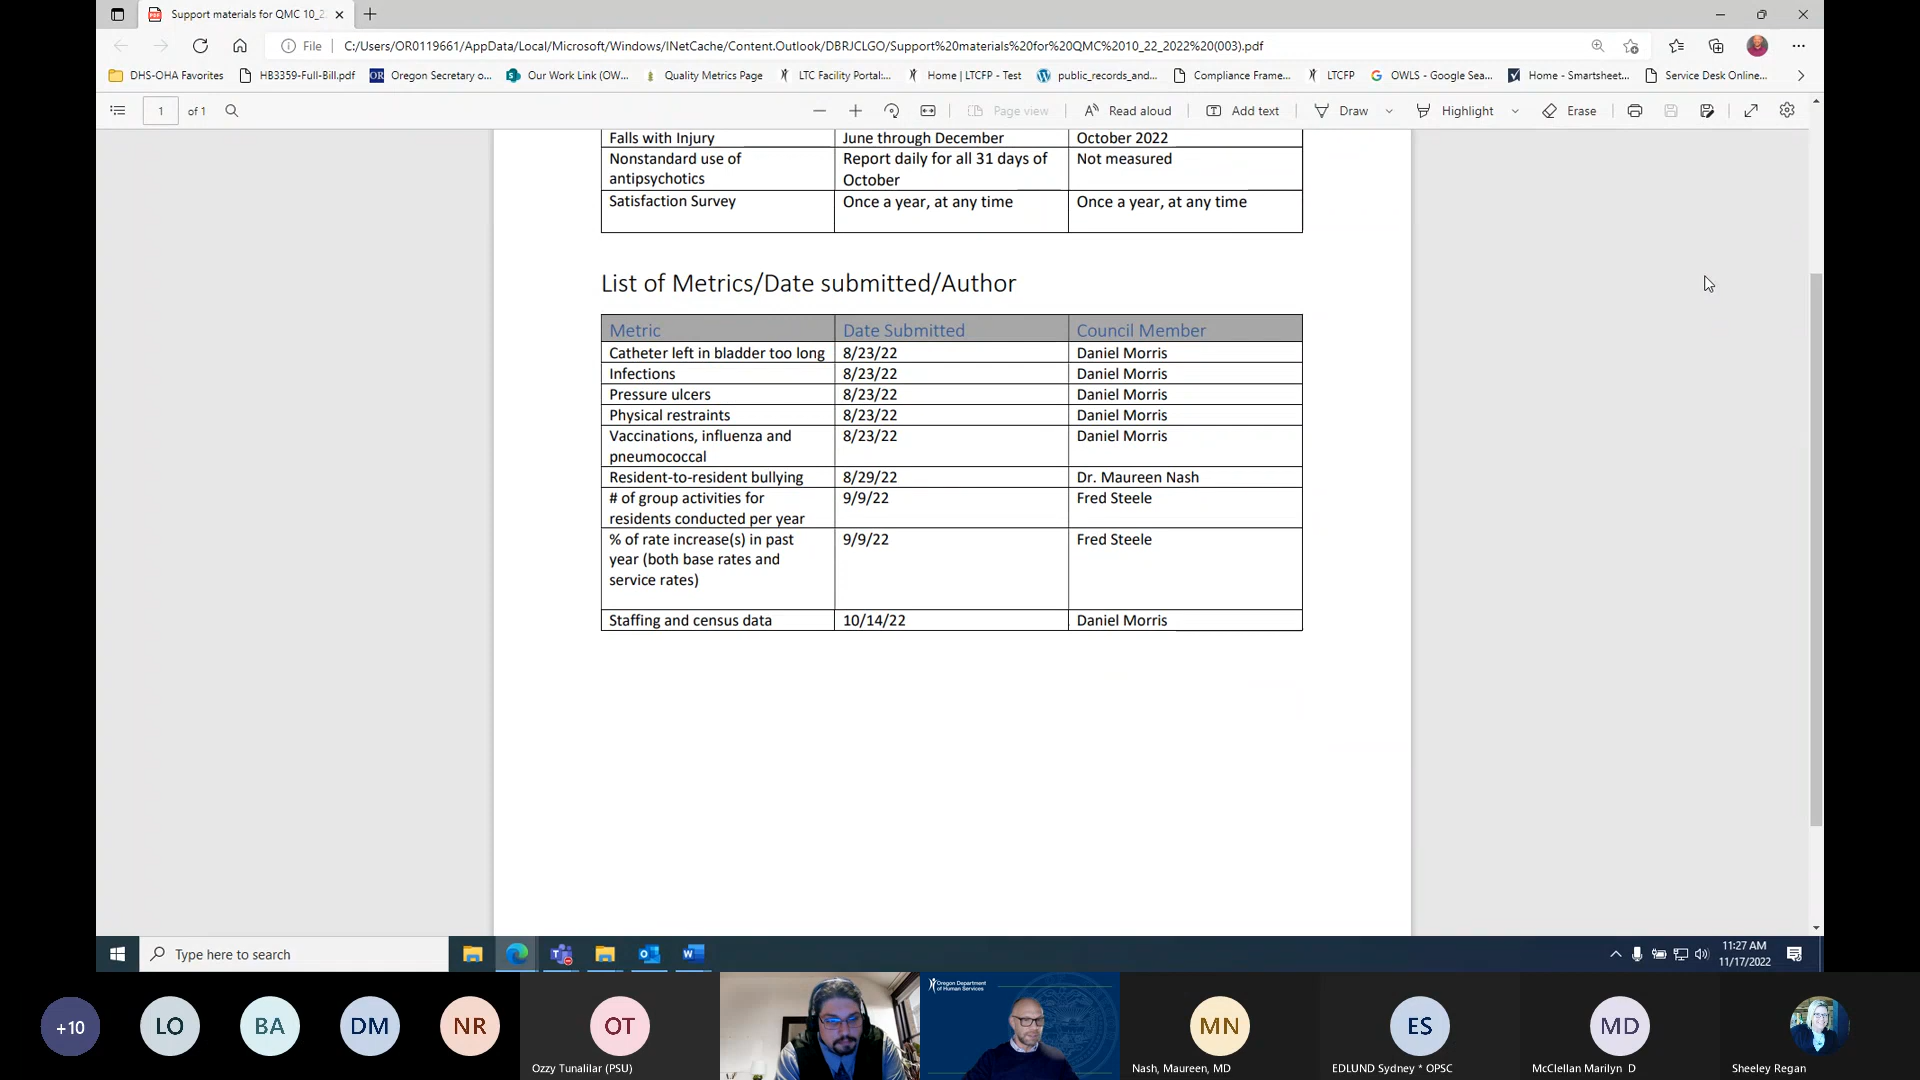 Support materials for QMC 10_2
File
C:/Users/OR0119661/AppData/Local/Microsoft/Windows/INetCache/Content.Outlook/DBRJCLGO/Support%20materials%20for%20QMC%2010_22_2022%20(003).pdf
DHS-OHA Favorites
HB3359-Full-Bill.pdf
OR
Oregon Secretary o...
Our Work Link (OW...
Quality Metrics Page
LTC Facility Portal:...
Home | LTCFP - Test
public_records_and...
Compliance Frame...
LTCFP
OWLS - Google Sea...
Home - Smartsheet...
Service Desk Online...
1 of 1
Page view
Read aloud
Add text
Draw
Highlight
Erase
Falls with Injury
June through December
October 2022
Nonstandard use of
antipsychotics
Report daily for all 31 days of
October
Not measured
Satisfaction Survey
Once a year, at any time
Once a year, at any time
List of Metrics/Date submitted/Author
Metric
Date Submitted
Council Member
Catheter left in bladder too long
8/23/22
Daniel Morris
Infections
8/23/22
Daniel Morris
Pressure ulcers
8/23/22
Daniel Morris
Physical restraints
8/23/22
Daniel Morris
Vaccinations, influenza and
pneumococcal
8/23/22
Daniel Morris
Resident-to-resident bullying
8/29/22
Dr. Maureen Nash
# of group activities for
residents conducted per year
9/9/22
Fred Steele
% of rate increase(s) in past
year (both base rates and
service rates)
9/9/22
Fred Steele
Staffing and census data
10/14/22
Daniel Morris
Type here to search
11:27 AM
11/17/2022
+10
LO
BA
DM
NR
OT
Ozzy Tunalilar (PSU)
Oregon Department
of Human Services
MN
Nash, Maureen, MD
ES
EDLUND Sydney * OPSC
MD
McClellan Marilyn D
Sheeley Regan